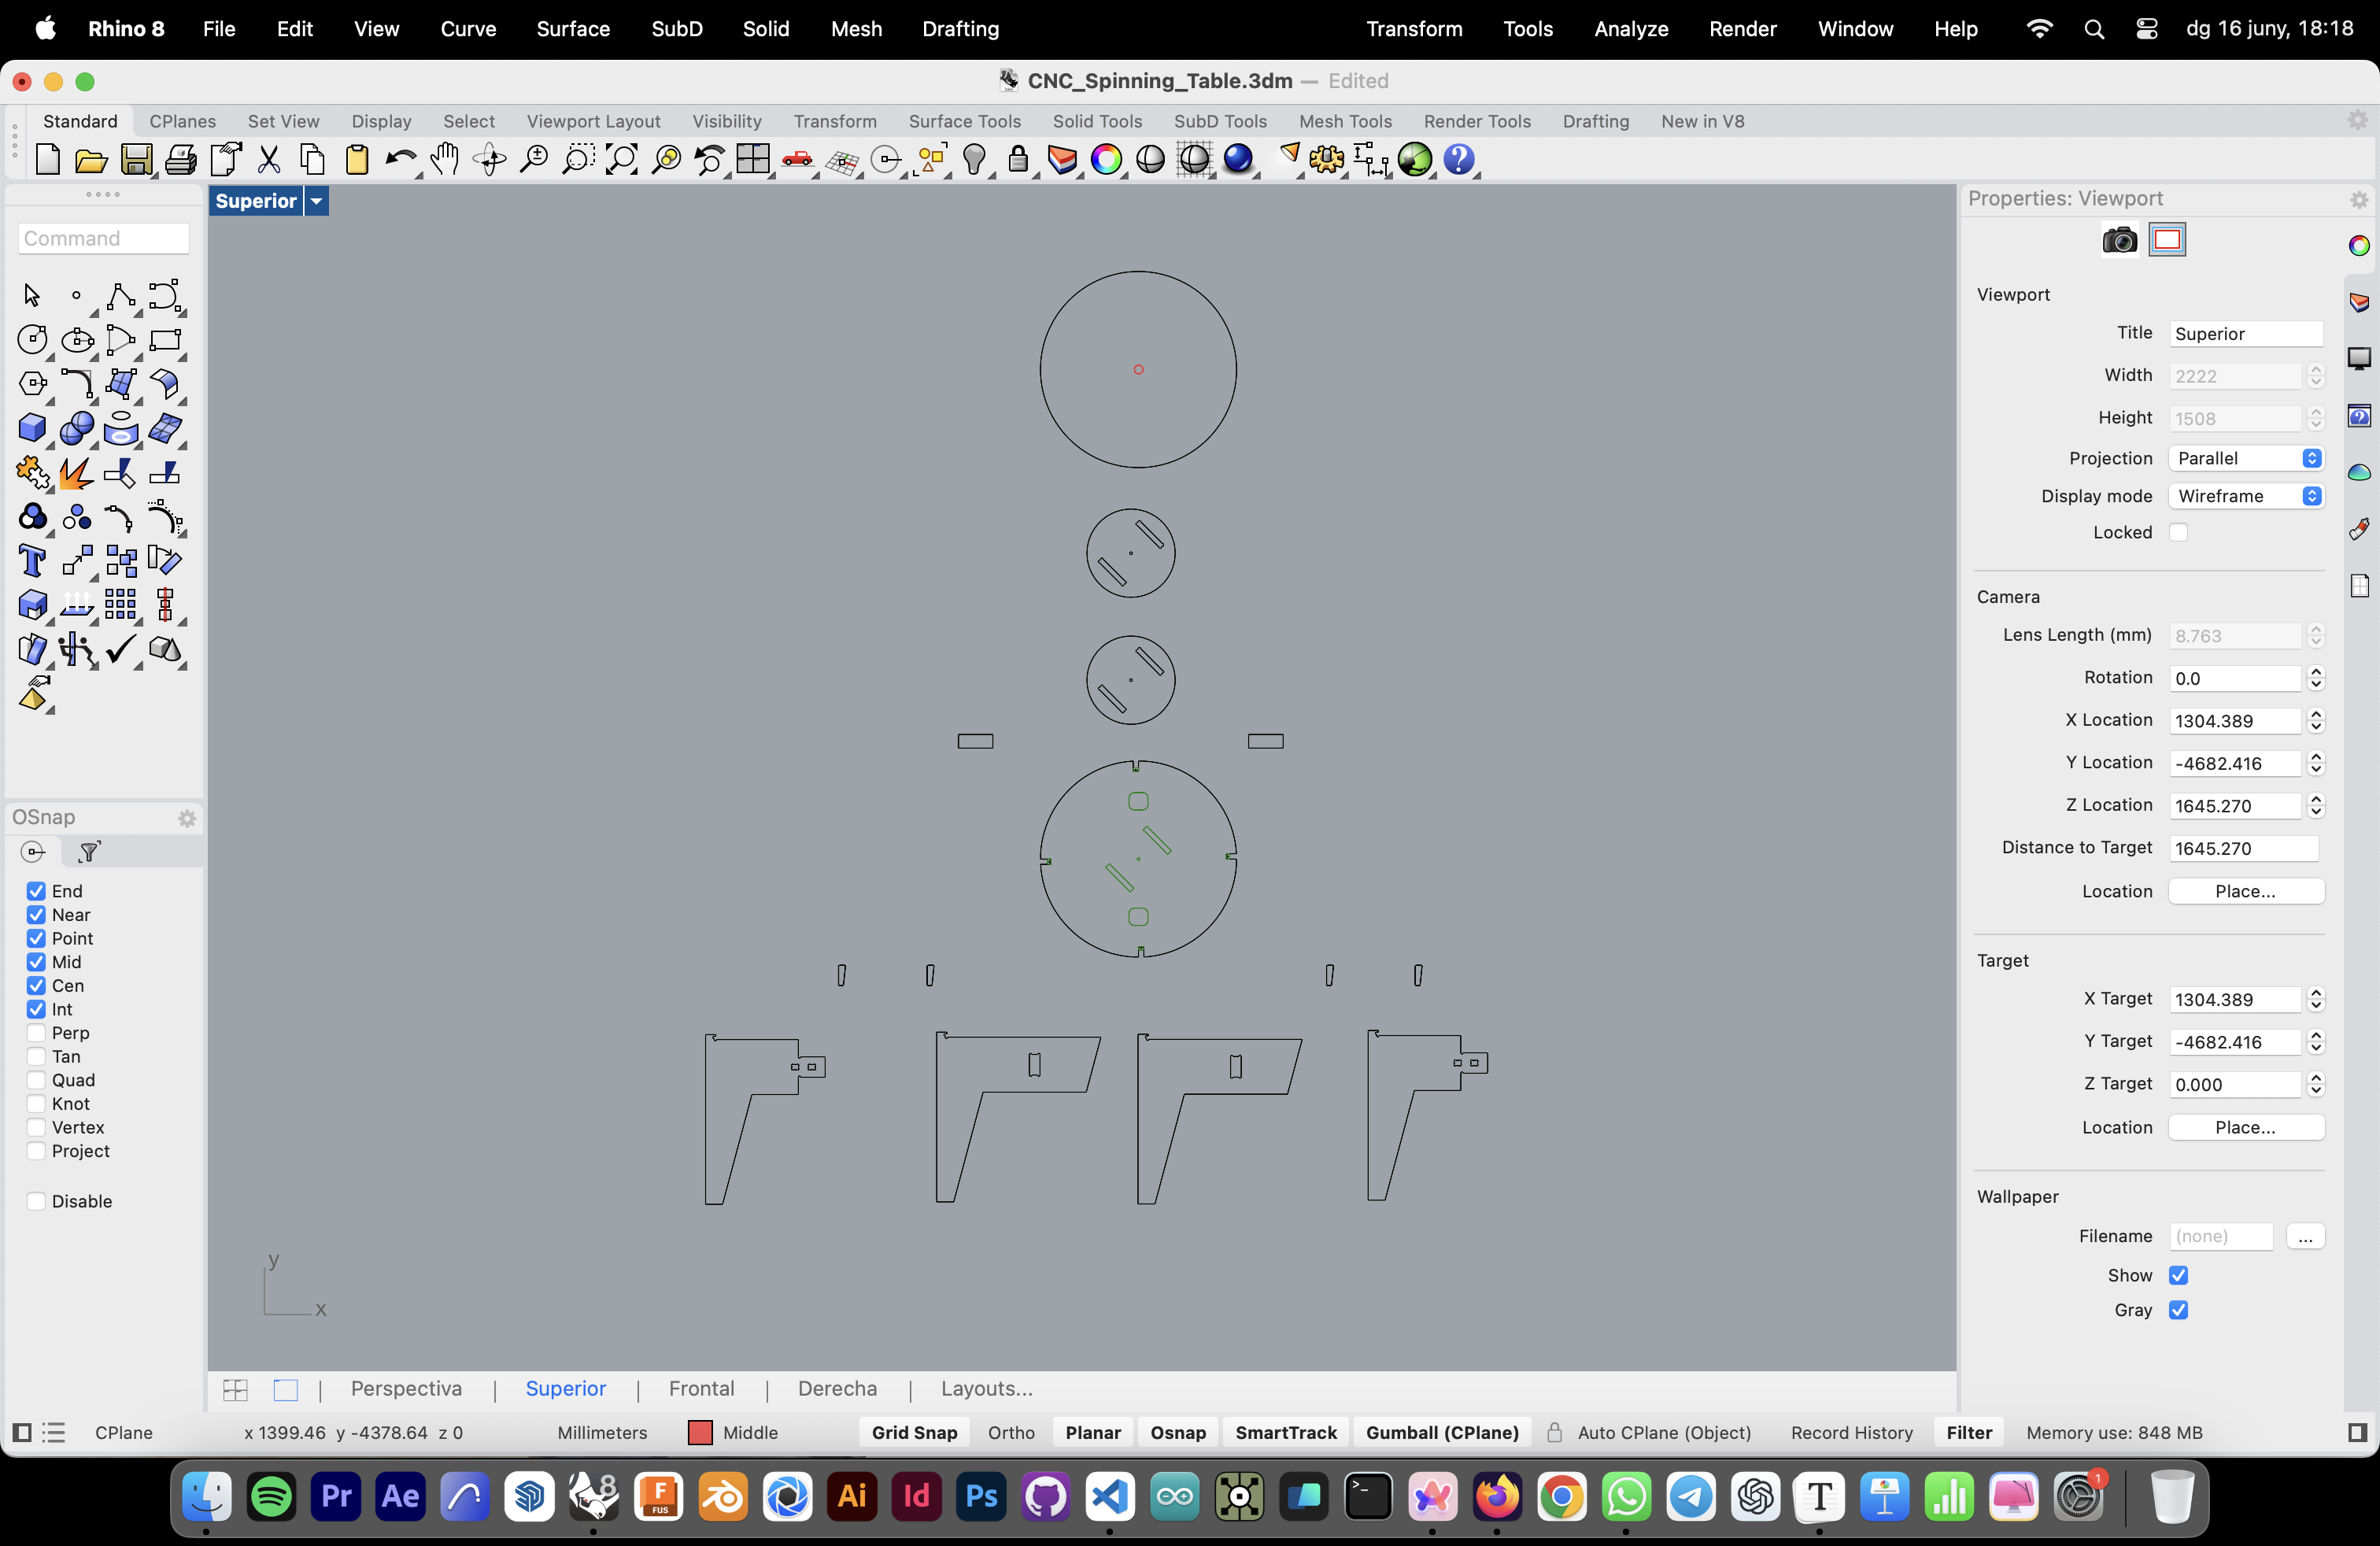 Rhino 8 File Edit View Curve Surface SubD Solid Mesh Drafting Transform Tools Analyze Render Window Help dg 16 juny, 18:18
CNC_Spinning_Table.3dm — Edited
Standard CPlanes Set View Display Select Viewport Layout Visibility Transform Surface Tools Solid Tools SubD Tools Mesh Tools Render Tools Drafting New in V8
Superior
Command
OSnap
End
Near
Point
Mid
Cen
Int
Perp
Tan
Quad
Knot
Vertex
Project
Disable
y
x
Properties: Viewport
Viewport
Title Superior
Width 2222
Height 1508
Projection Parallel
Display mode Wireframe
Locked
Camera
Lens Length (mm) 8.763
Rotation 0.0
X Location 1304.389
Y Location -4682.416
Z Location 1645.270
Distance to Target 1645.270
Location Place...
Target
X Target 1304.389
Y Target -4682.416
Z Target 0.000
Location Place...
Wallpaper
Filename (none) ...
Show
Gray
Perspectiva | Superior | Frontal | Derecha | Layouts...
CPlane x 1399.46 y -4378.64 z 0 Millimeters Middle Grid Snap Ortho Planar Osnap SmartTrack Gumball (CPlane) Auto CPlane (Object) Record History Filter Memory use: 848 MB
Pr Ae 8 F FUS Ai Id Ps >_ T 1